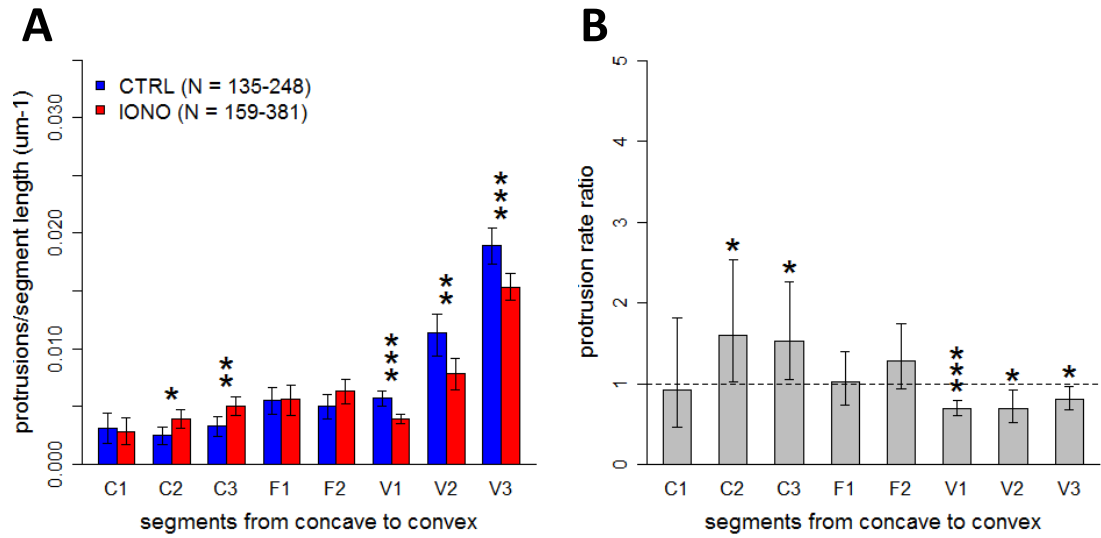 A
protrusions/segment length (um-1)
0.030
0.020
0.010
0.000
CTRL (N = 135-248)
IONO (N = 159-381)
*
**
***
**
***
C1 C2 C3 F1 F2 V1 V2 V3
segments from concave to convex
B
protrusion rate ratio
5
4
3
2
1
0
*
*
***
*
*
C1 C2 C3 F1 F2 V1 V2 V3
segments from concave to convex